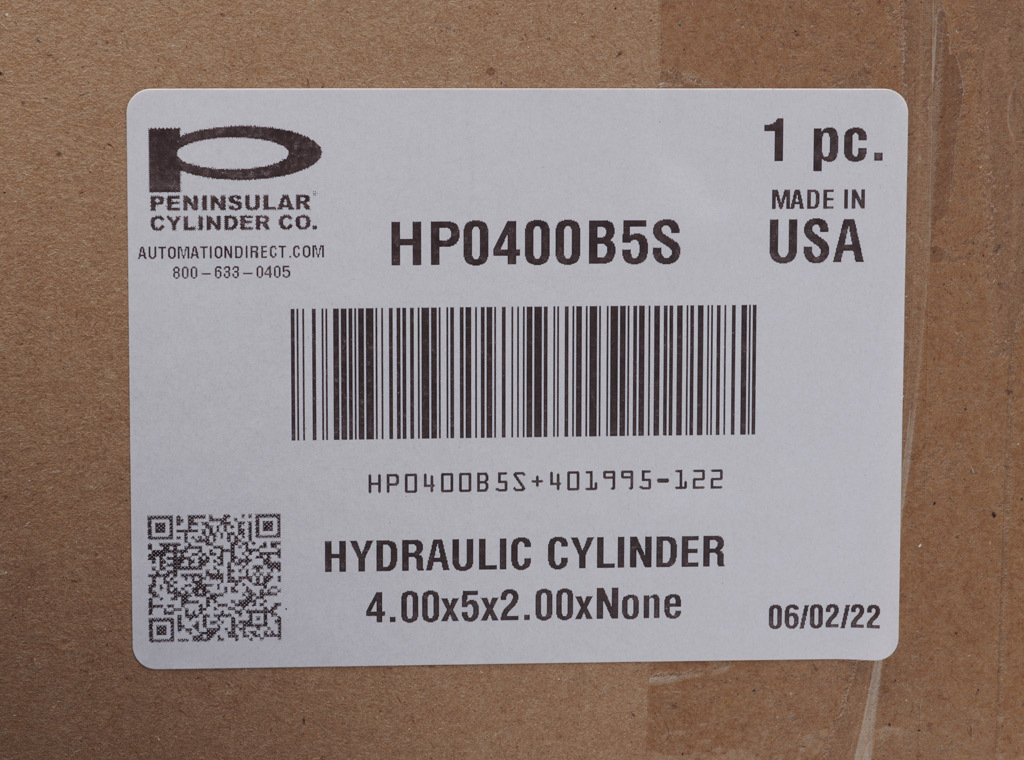 PENINSULAR
CYLINDER CO.
AUTOMATIONDIRECT.COM
800-633-0405
1 pc.
MADE IN
USA
HP0400B5S
HP0400B5S+401995-122
HYDRAULIC CYLINDER
4.00x5x2.00xNone
06/02/22